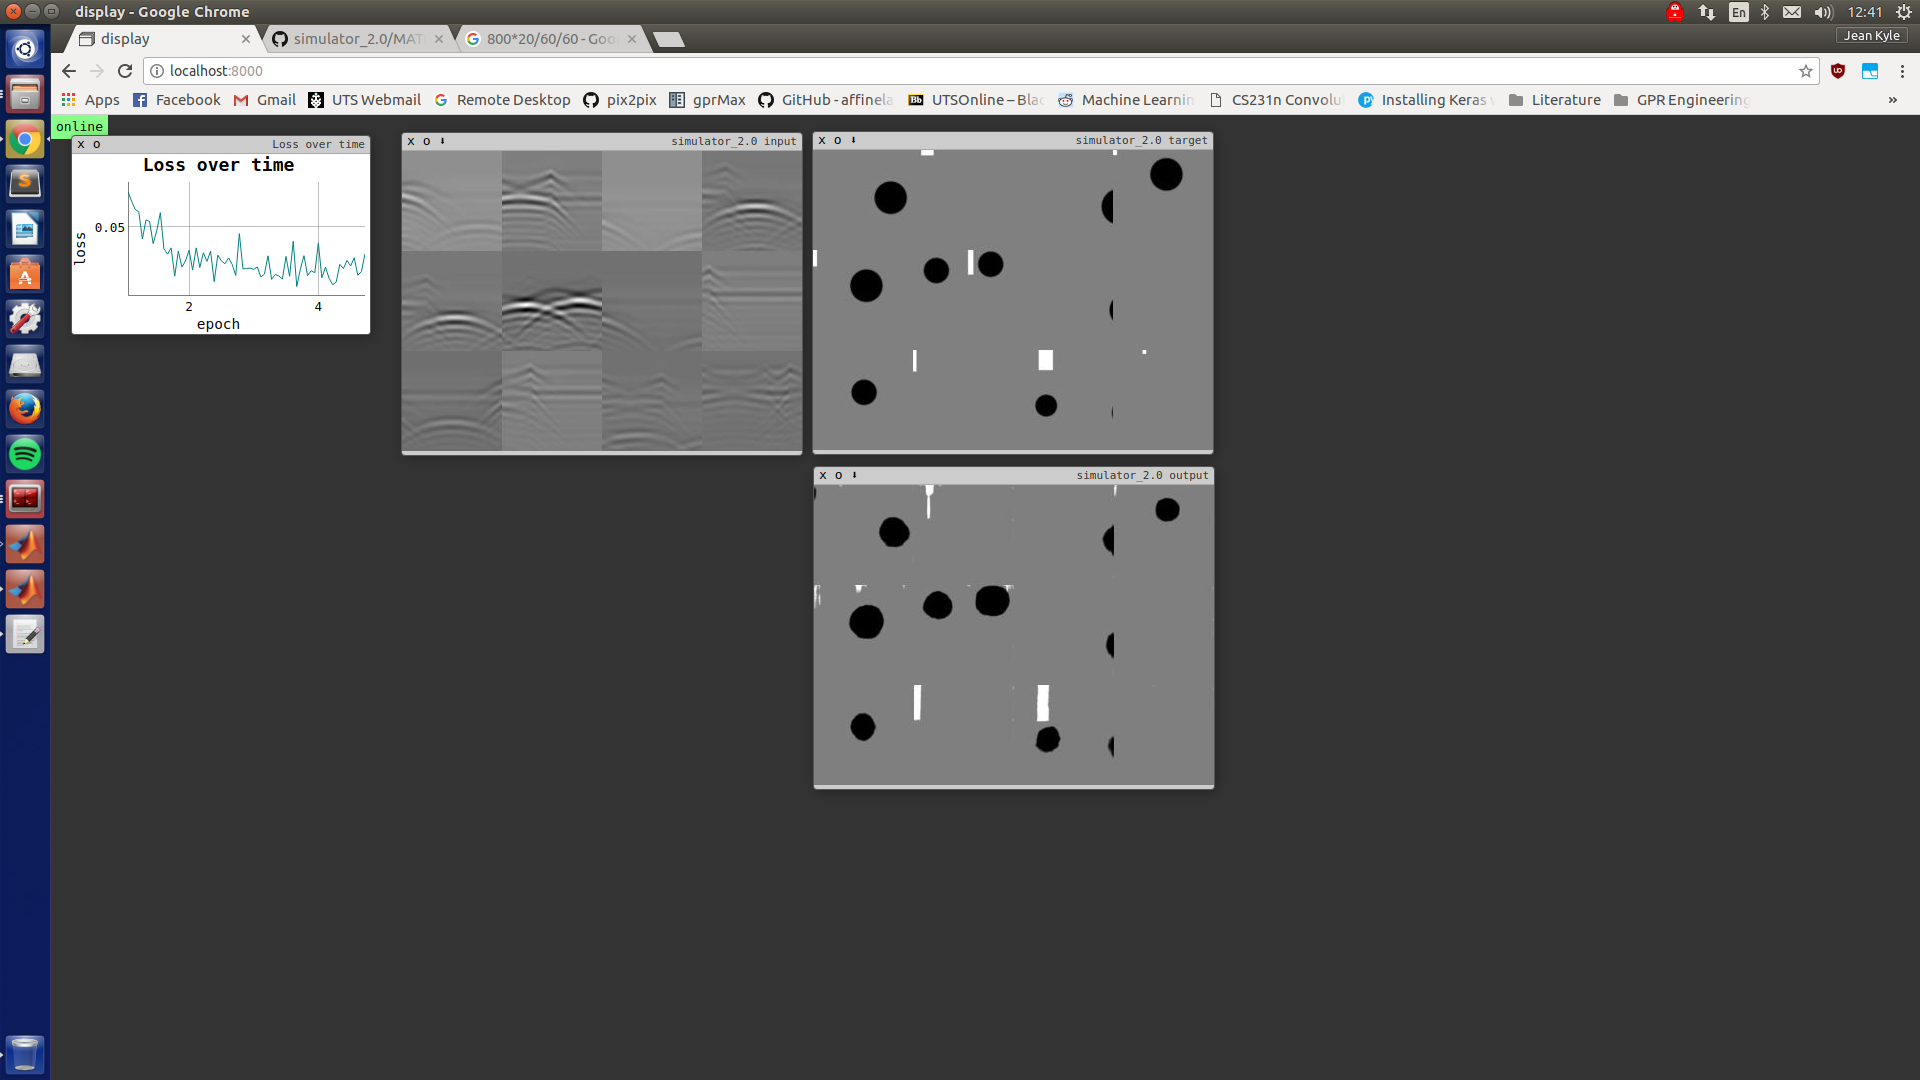 display - Google Chrome
En
12:41
display
simulator_2.0/MAT
800*20/60/60 - Goo
Jean Kyle
localhost:8000
Apps
Facebook
Gmail
UTS Webmail
Remote Desktop
pix2pix
gprMax
GitHub - affinela
UTSOnline – Blac
Machine Learnin
CS231n Convolu
Installing Keras
Literature
GPR Engineering
»
online
x o
Loss over time
Loss over time
0.05
loss
2
4
epoch
x o
simulator_2.0 input
x o
simulator_2.0 target
x o
simulator_2.0 output